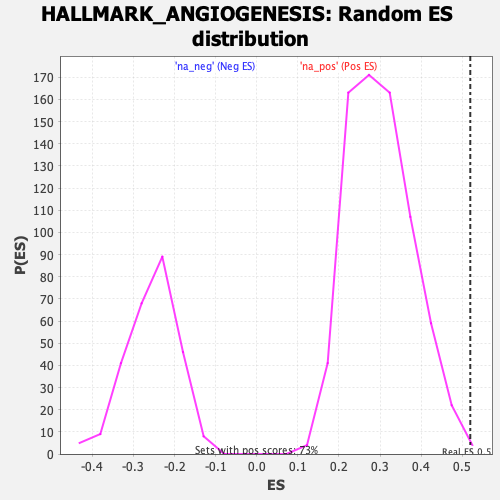 HALLMARK_ANGIOGENESIS: Random ES
distribution
'na_neg' (Neg ES) 'na_pos' (Pos ES)
170
160
150
140
130
120
110
100
90
80
70
60
50
40
30
20
10
0
P(ES)
Sets with pos scores: 73%
Real ES 0.5
-0.4 -0.3 -0.2 -0.1 0.0 0.1 0.2 0.3 0.4 0.5
ES